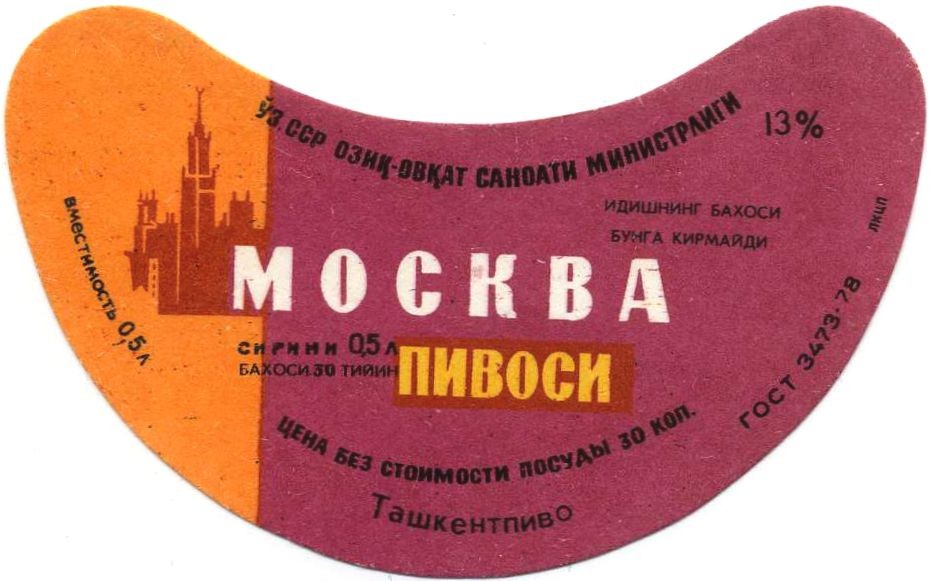 ЎЗ. ССР ОЗИҚ-ОВҚАТ САНОАТИ МИНИСТРЛИГИ
13%
ИДИШНИНГ БАХОСИ
БУНГА КИРМАЙДИ
ЛКЦП
вместимость 0,5 л
МОСКВА
СИҒИМИ 0,5 л
БАХОСИ.30 ТИЙИН
ПИВОСИ
ГОСТ 3473-78
ЦЕНА БЕЗ СТОИМОСТИ ПОСУДЫ 30 КОП.
Ташкентпиво